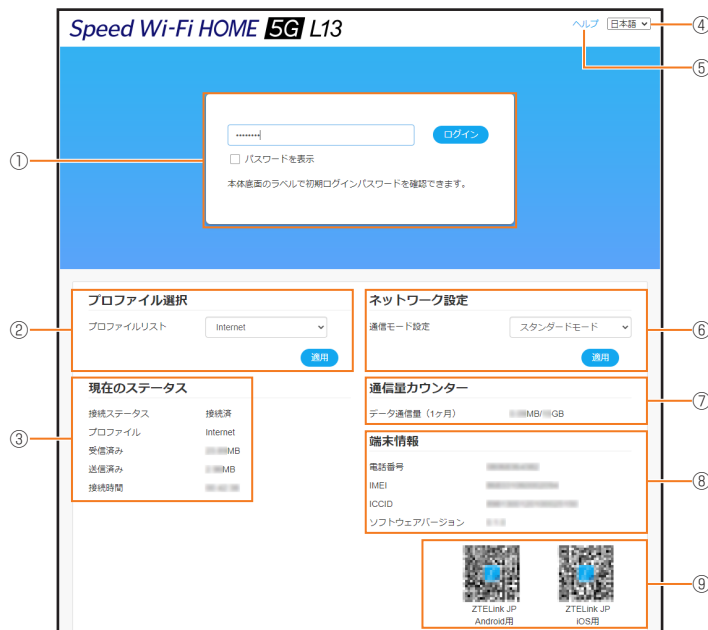 Speed Wi-Fi HOME 5G L13
ヘルプ 日本語
④
⑤
ログイン
①
パスワードを表示
本体底面のラベルで初期ログインパスワードを確認できます。
プロファイル選択
②
プロファイルリスト Internet
適用
ネットワーク設定
通信モード設定 スタンダードモード
⑥
適用
現在のステータス
③
接続ステータス 接続済
プロファイル Internet
受信済み MB
送信済み MB
接続時間
通信量カウンター
データ通信量（1ヶ月） MB/ GB
⑦
端末情報
電話番号
⑧
IMEI
ICCID
ソフトウェアバージョン
⑨
ZTELink JP
Android用
ZTELink JP
iOS用